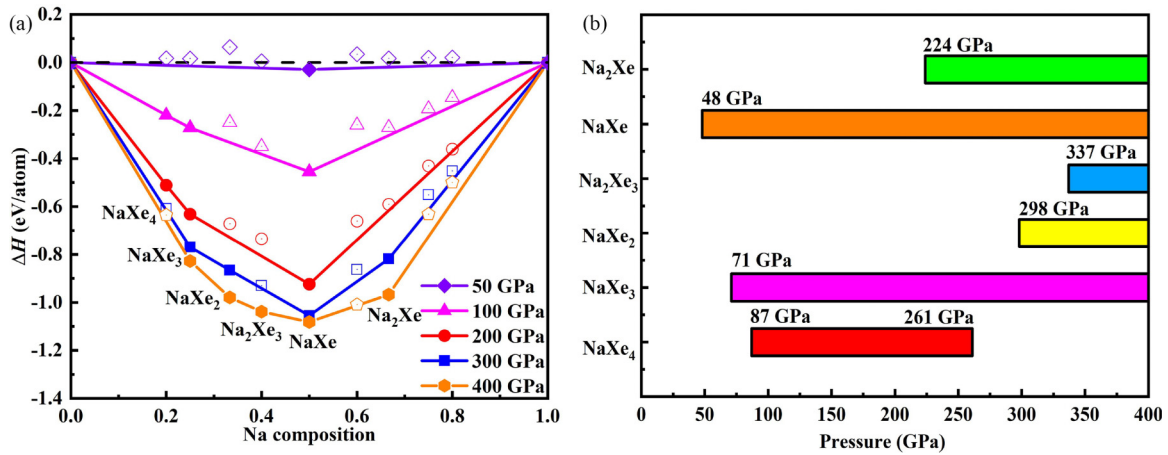 (a)
0.2
0.0
-0.2
-0.4
-0.6
-0.8
-1.0
-1.2
-1.4
ΔH (eV/atom)
NaXe₄
NaXe₃
NaXe₂
Na₂Xe₃
NaXe
Na₂Xe
50 GPa
100 GPa
200 GPa
300 GPa
400 GPa
0.0 0.2 0.4 0.6 0.8 1.0
Na composition
(b)
Na₂Xe
NaXe
Na₂Xe₃
NaXe₂
NaXe₃
NaXe₄
224 GPa
48 GPa
337 GPa
298 GPa
71 GPa
87 GPa 261 GPa
0 50 100 150 200 250 300 350 400
Pressure (GPa)